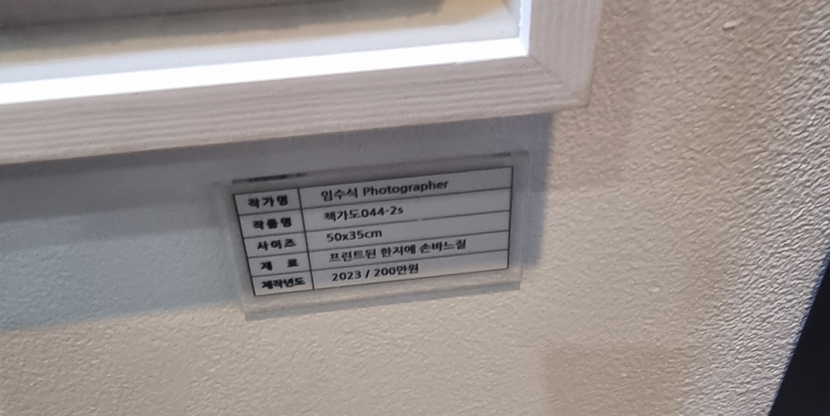 작가명 임수식 Photographer
작품명 책가도044-2s
사이즈 50x35cm
재 료 프린트된 한지에 손바느질
제작년도 2023 / 200만원